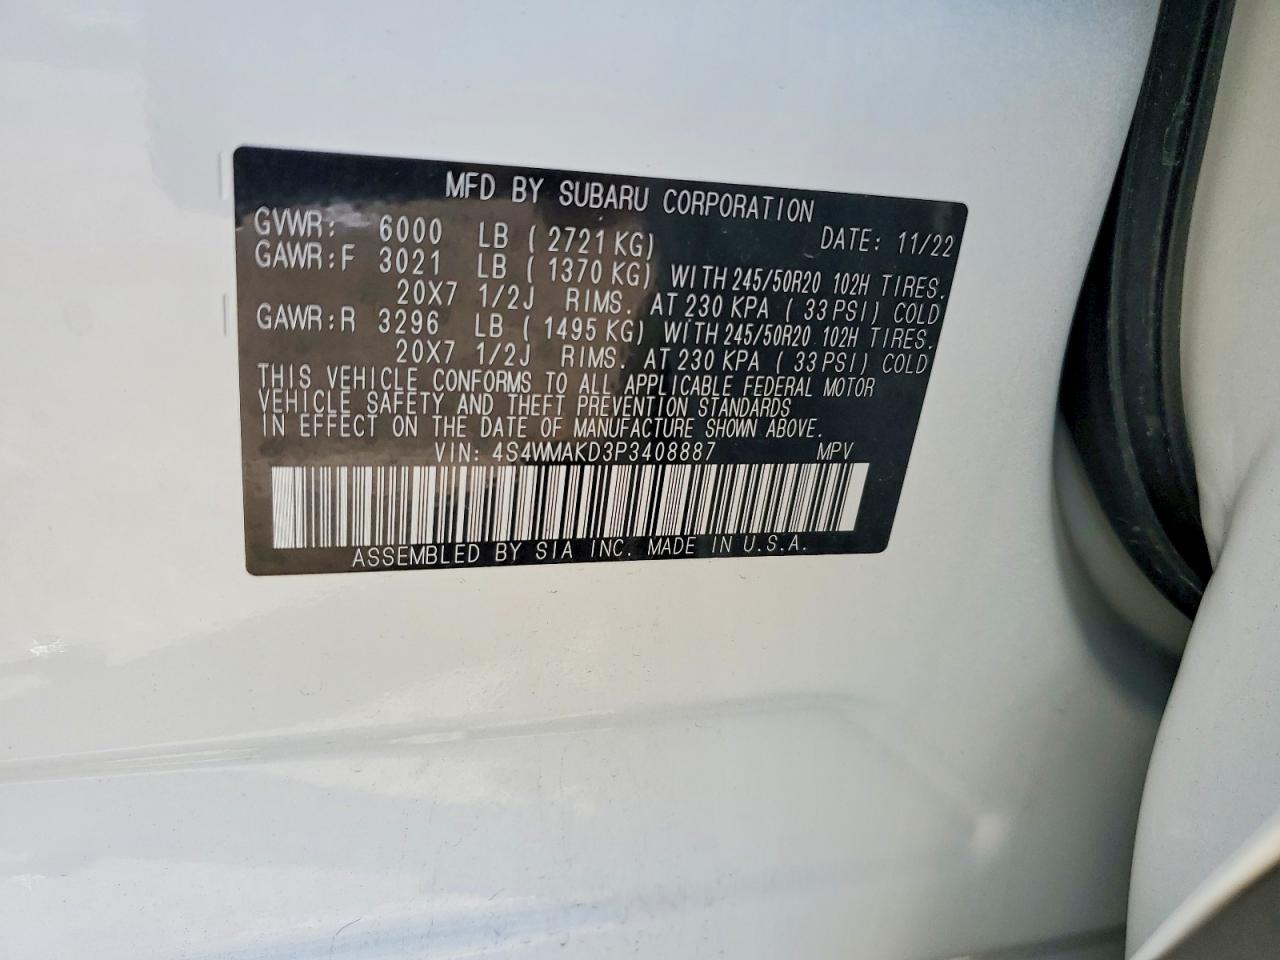 MFD BY SUBARU CORPORATION
GVWR: 6000 LB ( 2721 KG) DATE: 11/22
GAWR:F 3021 LB ( 1370 KG) WITH 245/50R20 102H TIRES.
20X7 1/2J RIMS. AT 230 KPA ( 33 PSI) COLD
GAWR:R 3296 LB ( 1495 KG) WITH 245/50R20 102H TIRES.
20X7 1/2J RIMS. AT 230 KPA ( 33 PSI) COLD
THIS VEHICLE CONFORMS TO ALL APPLICABLE FEDERAL MOTOR
VEHICLE SAFETY AND THEFT PREVENTION STANDARDS
IN EFFECT ON THE DATE OF MANUFACTURE SHOWN ABOVE.
VIN: 4S4WMAKD3P3408887 MPV
ASSEMBLED BY SIA INC. MADE IN U.S.A.